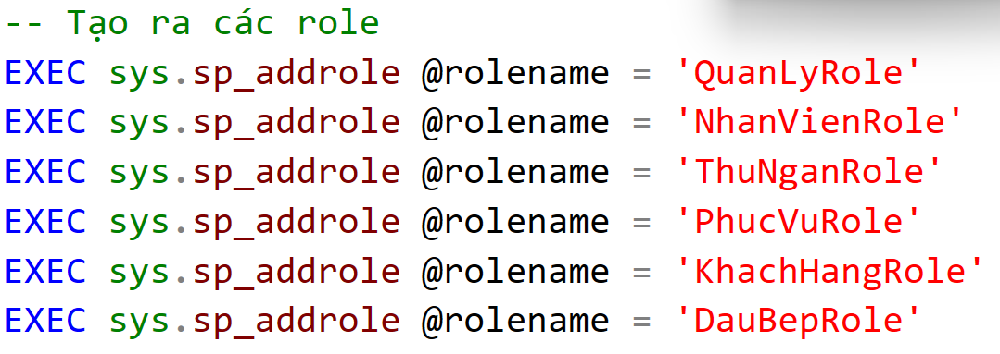 -- Tạo ra các role
EXEC sys.sp_addrole @rolename = 'QuanLyRole'
EXEC sys.sp_addrole @rolename = 'NhanVienRole'
EXEC sys.sp_addrole @rolename = 'ThuNganRole'
EXEC sys.sp_addrole @rolename = 'PhucVuRole'
EXEC sys.sp_addrole @rolename = 'KhachHangRole'
EXEC sys.sp_addrole @rolename = 'DauBepRole'